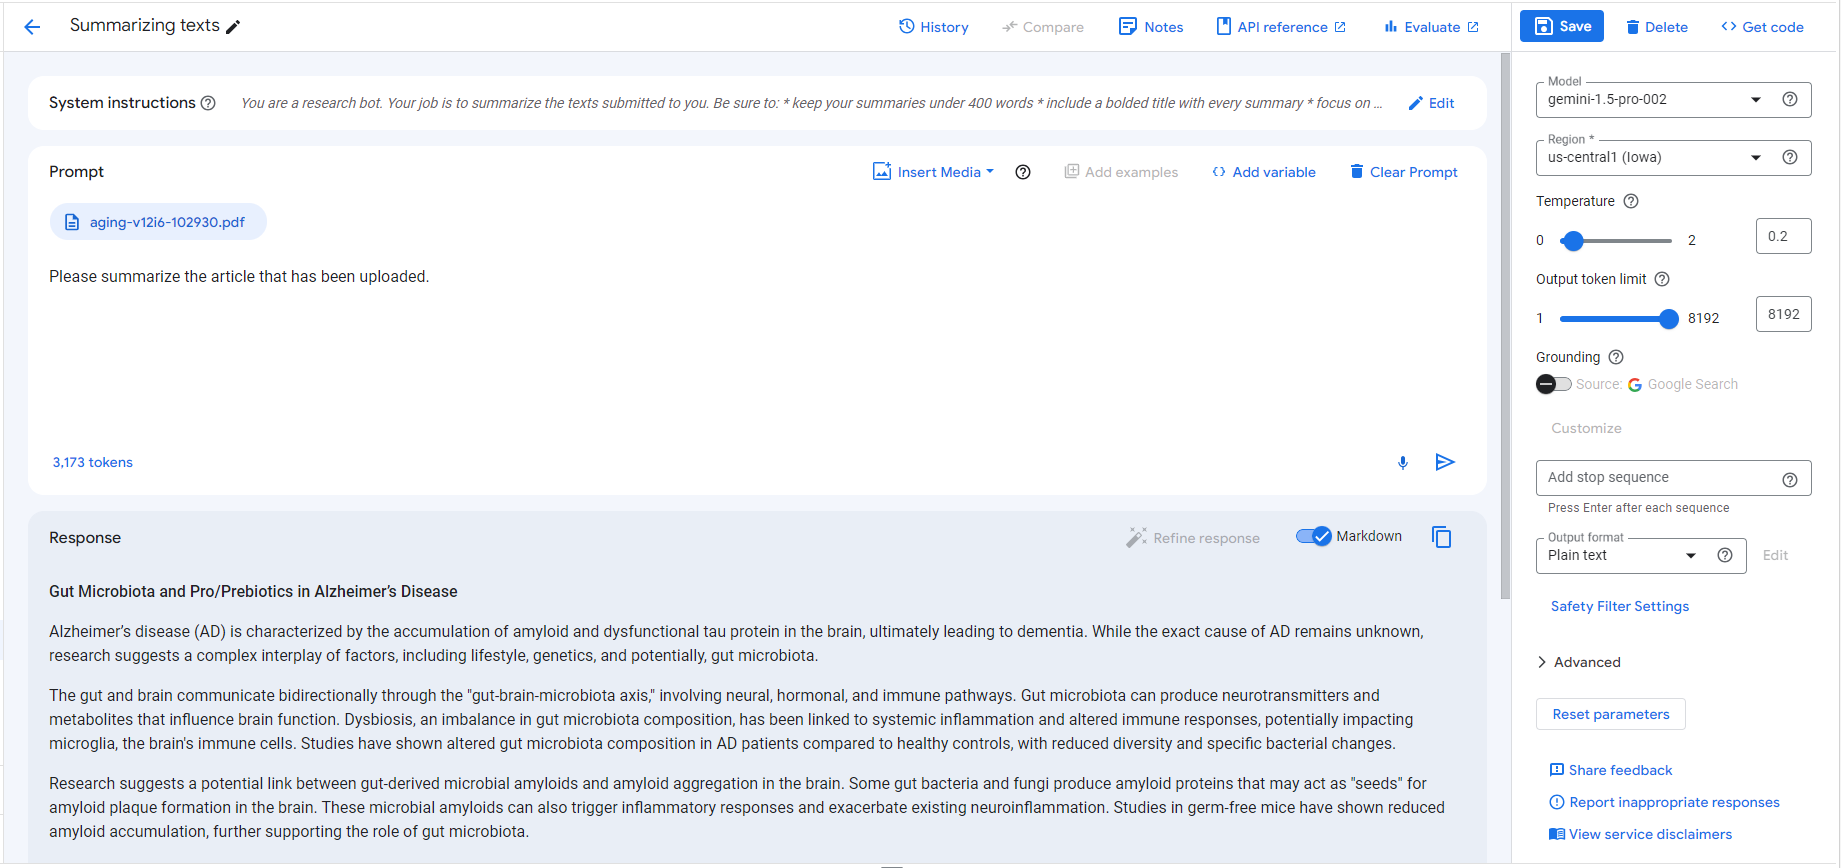 Summarizing texts
History
Compare
Notes
API reference
Evaluate
Save
Delete
Get code
System instructions
You are a research bot. Your job is to summarize the texts submitted to you. Be sure to: * keep your summaries under 400 words * include a bolded title with every summary * focus on ...
Edit
Prompt
Insert Media
Add examples
Add variable
Clear Prompt
aging-v12i6-102930.pdf
Please summarize the article that has been uploaded.
3,173 tokens
Response
Refine response
Markdown
Gut Microbiota and Pro/Prebiotics in Alzheimer's Disease
Alzheimer's disease (AD) is characterized by the accumulation of amyloid and dysfunctional tau protein in the brain, ultimately leading to dementia. While the exact cause of AD remains unknown,
research suggests a complex interplay of factors, including lifestyle, genetics, and potentially, gut microbiota.
The gut and brain communicate bidirectionally through the "gut-brain-microbiota axis," involving neural, hormonal, and immune pathways. Gut microbiota can produce neurotransmitters and
metabolites that influence brain function. Dysbiosis, an imbalance in gut microbiota composition, has been linked to systemic inflammation and altered immune responses, potentially impacting
microglia, the brain's immune cells. Studies have shown altered gut microbiota composition in AD patients compared to healthy controls, with reduced diversity and specific bacterial changes.
Research suggests a potential link between gut-derived microbial amyloids and amyloid aggregation in the brain. Some gut bacteria and fungi produce amyloid proteins that may act as "seeds" for
amyloid plaque formation in the brain. These microbial amyloids can also trigger inflammatory responses and exacerbate existing neuroinflammation. Studies in germ-free mice have shown reduced
amyloid accumulation, further supporting the role of gut microbiota.
Model
gemini-1.5-pro-002
Region *
us-central1 (Iowa)
Temperature
0
2
0.2
Output token limit
1
8192
8192
Grounding
Source: Google Search
Customize
Add stop sequence
Press Enter after each sequence
Output format
Plain text
Edit
Safety Filter Settings
Advanced
Reset parameters
Share feedback
Report inappropriate responses
View service disclaimers